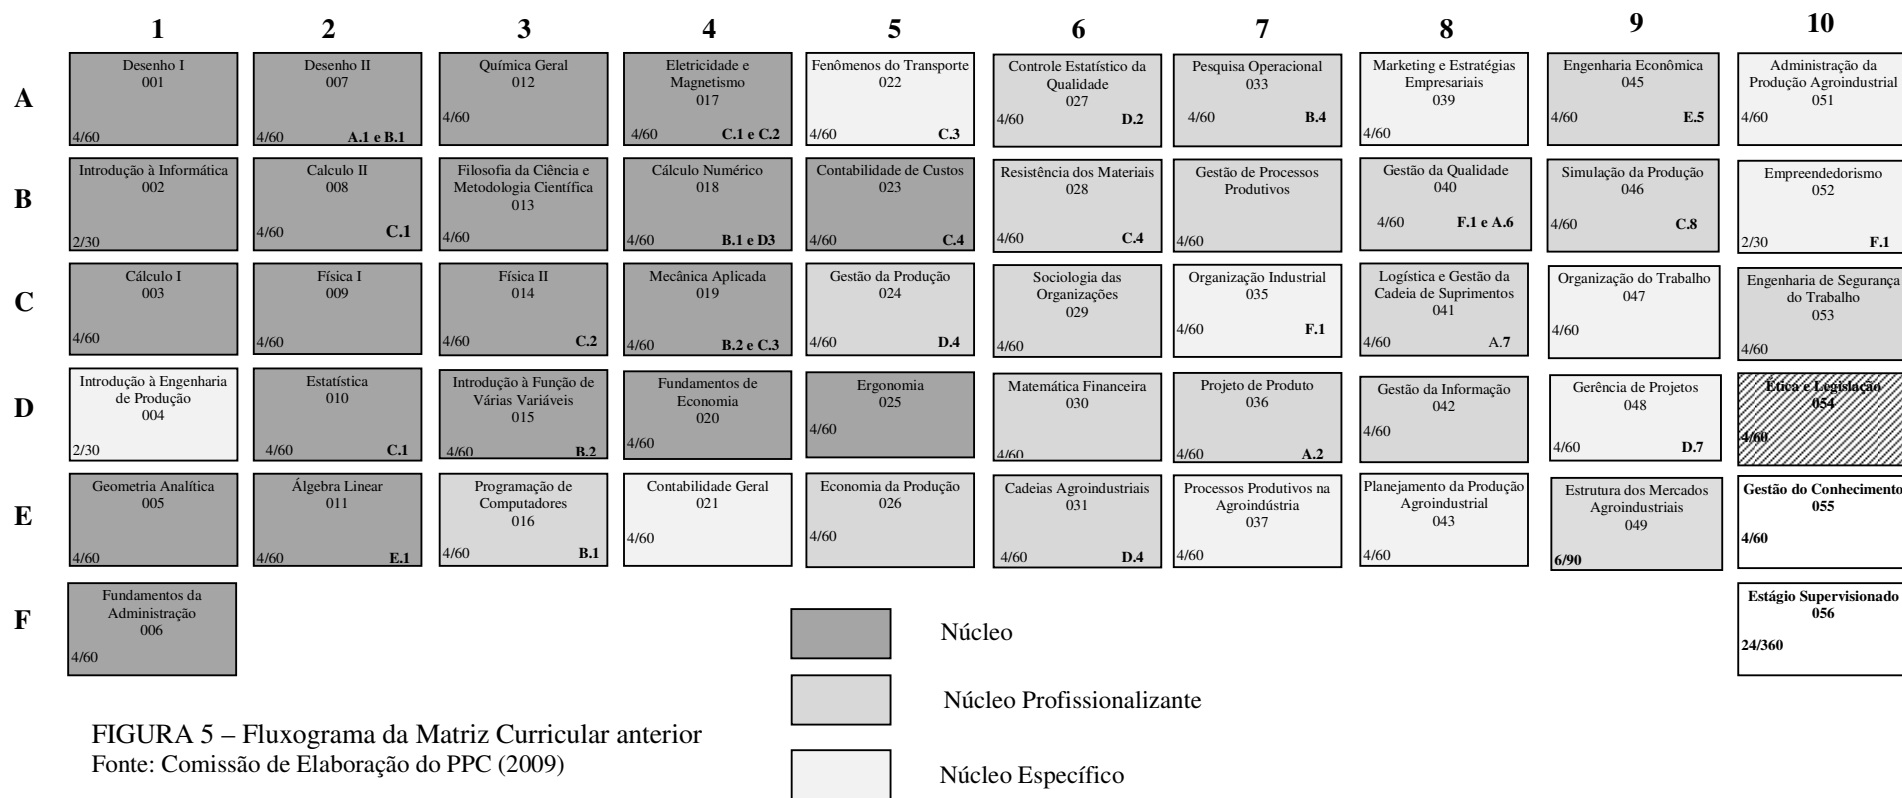 1 2 3 4 5 6 7 8 9 10
A
Desenho I
001
4/60
Desenho II
007
4/60 A.1 e B.1
Química Geral
012
4/60
Eletricidade e
Magnetismo
017
4/60 C.1 e C.2
Fenômenos do Transporte
022
4/60 C.3
Controle Estatístico da
Qualidade
027
4/60 D.2
Pesquisa Operacional
033
4/60 B.4
Marketing e Estratégias
Empresariais
039
4/60
Engenharia Econômica
045
4/60 E.5
Administração da
Produção Agroindustrial
051
4/60
B
Introdução à Informática
002
2/30
Calculo II
008
4/60 C.1
Filosofia da Ciência e
Metodologia Científica
013
4/60
Cálculo Numérico
018
4/60 B.1 e D3
Contabilidade de Custos
023
4/60 C.4
Resistência dos Materiais
028
4/60 C.4
Gestão de Processos
Produtivos
4/60
Gestão da Qualidade
040
4/60 F.1 e A.6
Simulação da Produção
046
4/60 C.8
Empreendedorismo
052
2/30 F.1
C
Cálculo I
003
4/60
Física I
009
4/60
Física II
014
4/60 C.2
Mecânica Aplicada
019
4/60 B.2 e C.3
Gestão da Produção
024
4/60 D.4
Sociologia das
Organizações
029
4/60
Organização Industrial
035
4/60 F.1
Logística e Gestão da
Cadeia de Suprimentos
041
4/60 A.7
Organização do Trabalho
047
4/60
Engenharia de Segurança
do Trabalho
053
4/60
D
Introdução à Engenharia
de Produção
004
2/30
Estatística
010
4/60 C.1
Introdução à Função de
Várias Variáveis
015
4/60 B.2
Fundamentos de
Economia
020
4/60
Ergonomia
025
4/60
Matemática Financeira
030
4/60
Projeto de Produto
036
4/60 A.2
Gestão da Informação
042
4/60
Gerência de Projetos
048
4/60 D.7
Ética e Legislação
054
4/60
E
Geometria Analítica
005
4/60
Álgebra Linear
011
4/60 E.1
Programação de
Computadores
016
4/60 B.1
Contabilidade Geral
021
4/60
Economia da Produção
026
4/60
Cadeias Agroindustriais
031
4/60 D.4
Processos Produtivos na
Agroindústria
037
4/60
Planejamento da Produção
Agroindustrial
043
4/60
Estrutura dos Mercados
Agroindustriais
049
6/90
Gestão do Conhecimento
055
4/60
F
Fundamentos da
Administração
006
4/60
Estágio Supervisionado
056
24/360
Núcleo
Núcleo Profissionalizante
Núcleo Específico
FIGURA 5 – Fluxograma da Matriz Curricular anterior
Fonte: Comissão de Elaboração do PPC (2009)